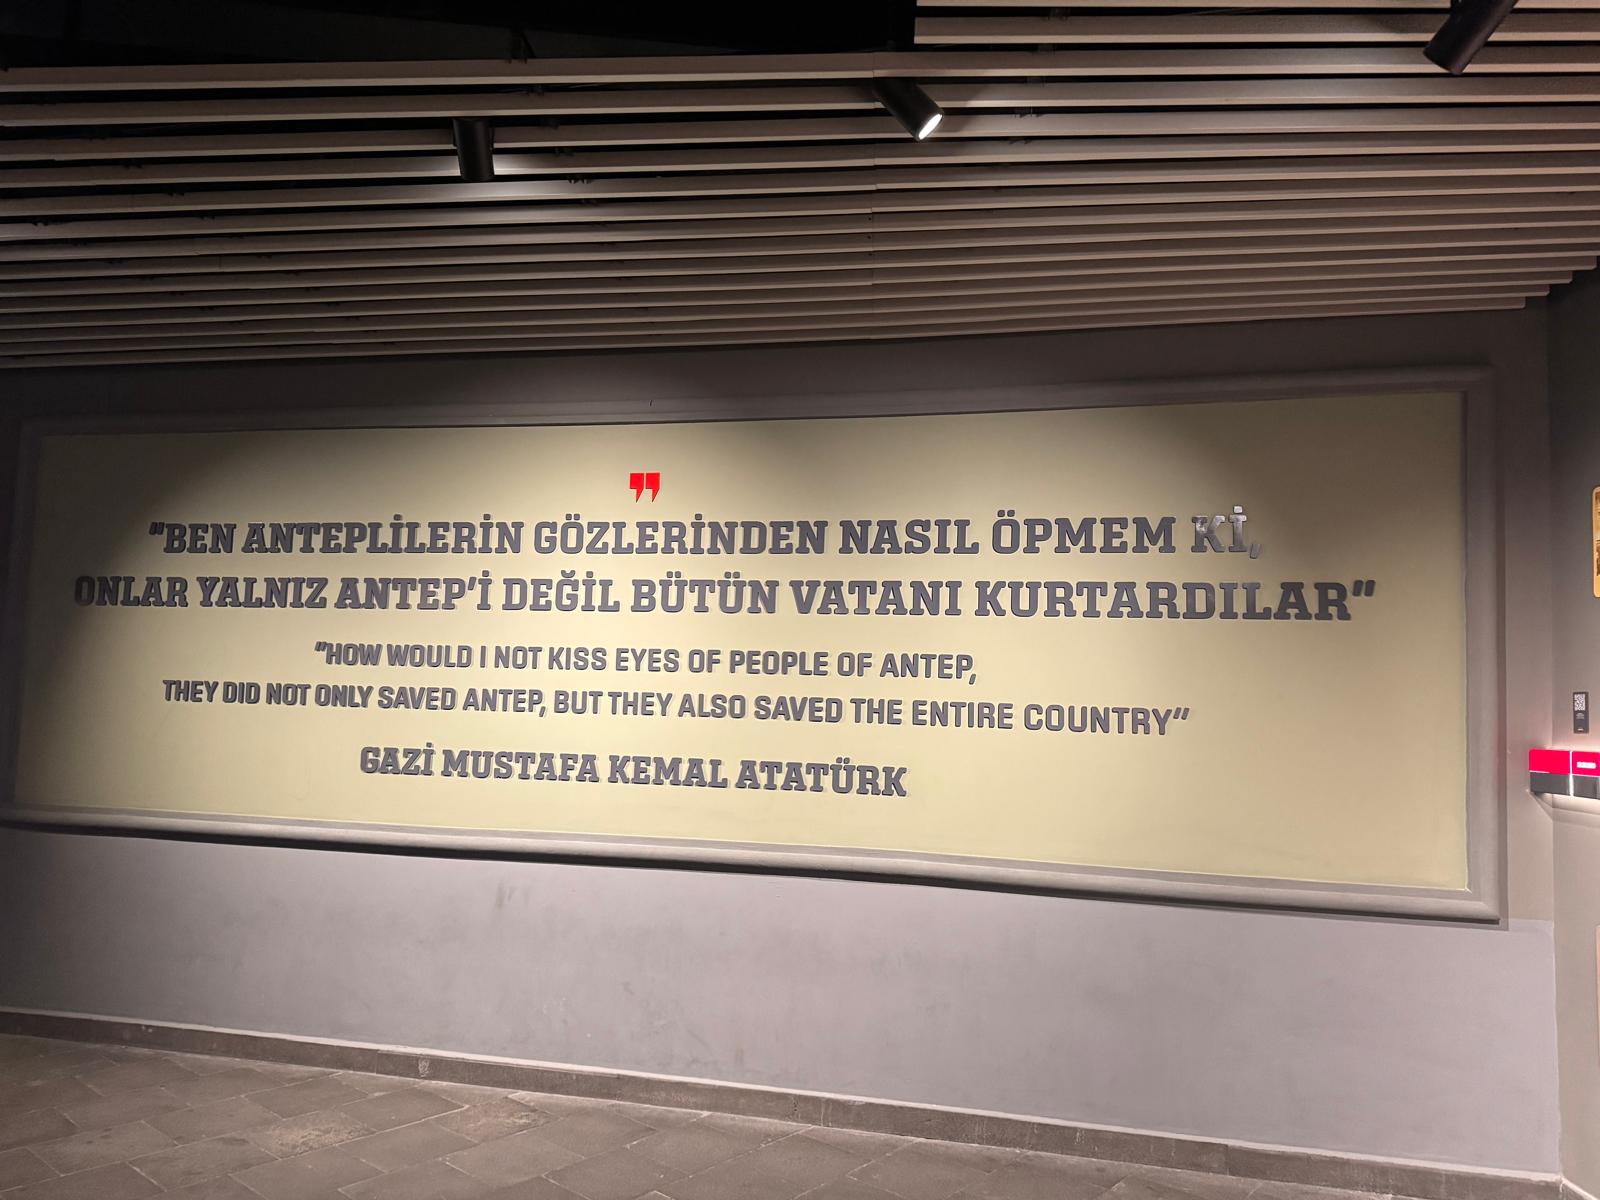 "BEN ANTEPLİLERİN GÖZLERİNDEN NASIL ÖPMEM Kİ,
ONLAR YALNIZ ANTEP'İ DEĞİL BÜTÜN VATANI KURTARDILAR"
"HOW WOULD I NOT KISS EYES OF PEOPLE OF ANTEP,
THEY DID NOT ONLY SAVED ANTEP, BUT THEY ALSO SAVED THE ENTIRE COUNTRY"
GAZİ MUSTAFA KEMAL ATATÜRK